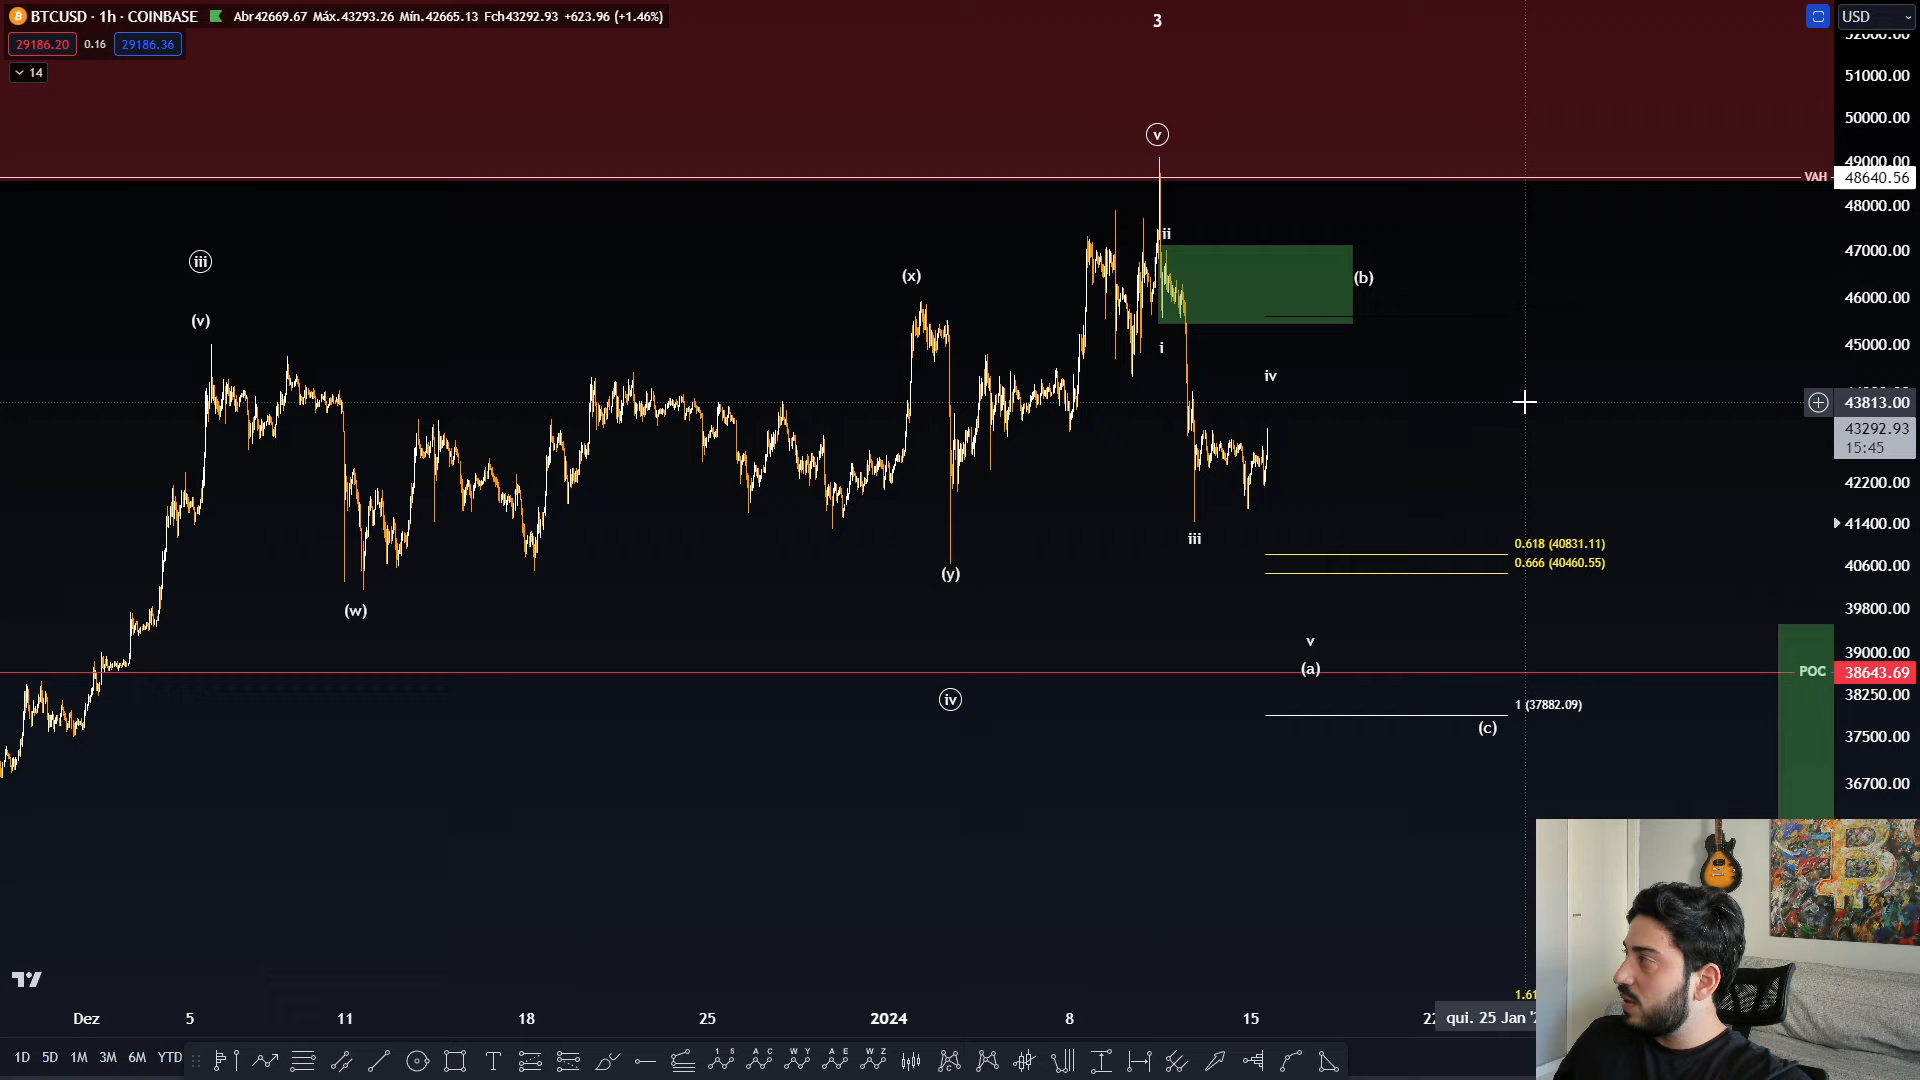 BTCUSD · 1h · COINBASE Abr42669.67 Máx.43293.26 Mín.42665.13 Fch43292.93 +623.96 (+1.46%)
29186.20 0.16 29186.36
14
USD
3
52000.00
51000.00
50000.00
v
49000.00
VAH 48640.56
48000.00
ii
47000.00
iii
(x)
(b)
46000.00
(v)
45000.00
i
iv
43813.00
43292.93
15:45
42200.00
41400.00
iii
0.618 (40831.11)
0.666 (40460.55)
40600.00
(y)
(w)
39800.00
v
39000.00
(a)
POC 38643.69
38250.00
iv
1 (37882.09)
(c)
37500.00
36700.00
Dez 5 11 18 25 2024 8 15 qui. 25 Jan
1D 5D 1M 3M 6M YTD